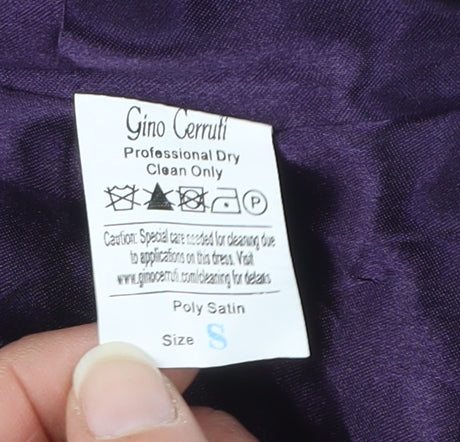 Gino Cerruti
Professional Dry
Clean Only
P
Caution: Special care needed for cleaning due
to applications on this dress. Visit
www.ginocerruti.com/cleaning for details
Poly Satin
Size S